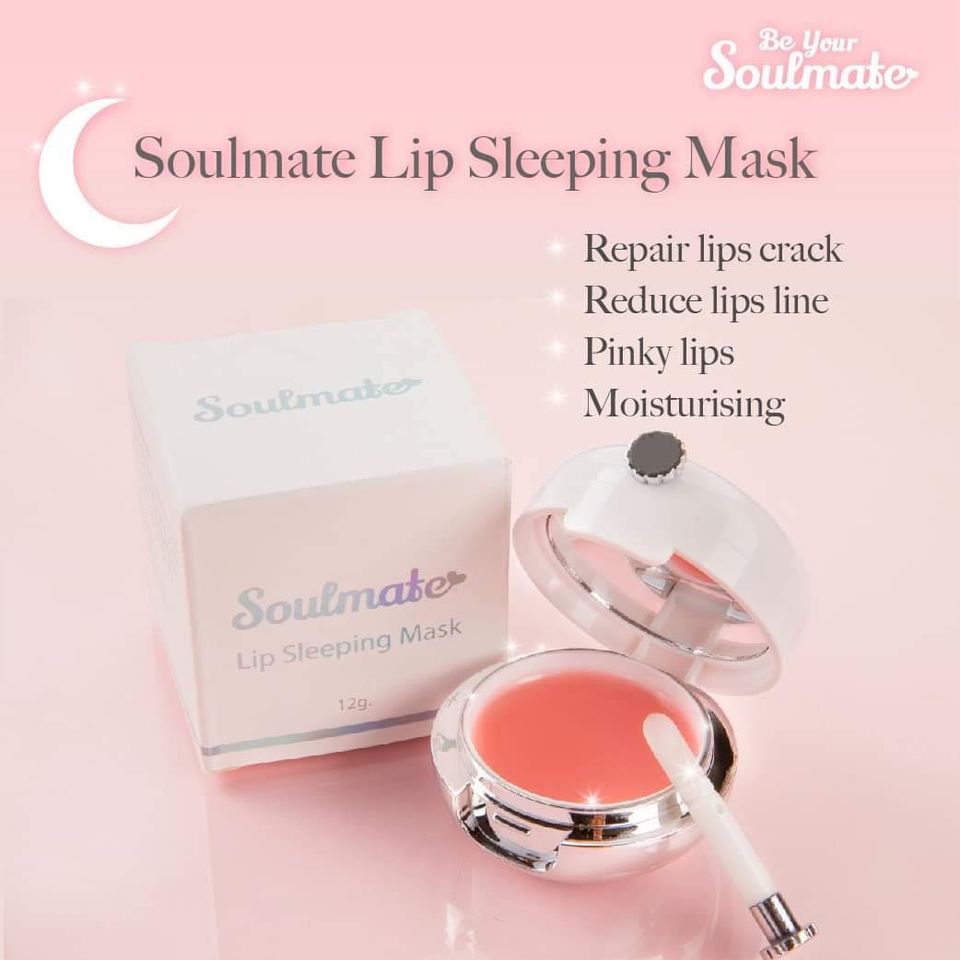 Be Your
Soulmate
Soulmate Lip Sleeping Mask
Repair lips crack
Reduce lips line
Pinky lips
Moisturising
Soulmate
Soulmate
Lip Sleeping Mask
12g.